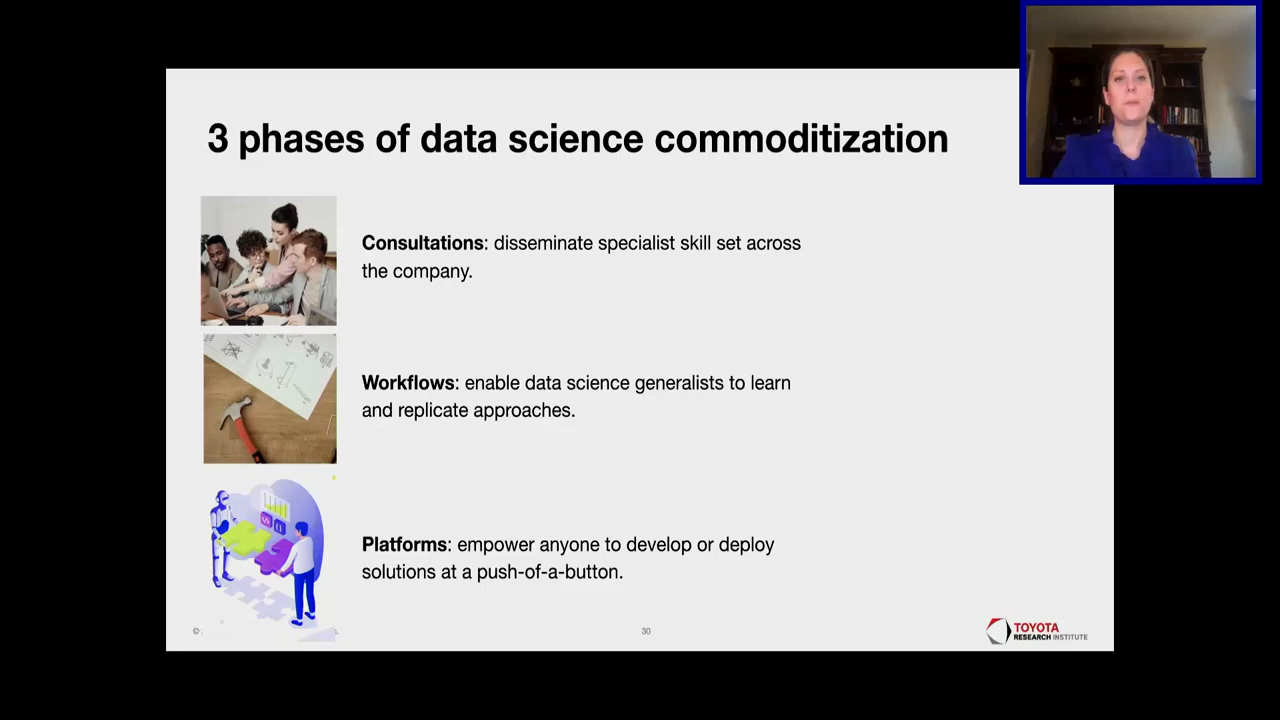 3 phases of data science commoditization
Consultations: disseminate specialist skill set across
the company.
Workflows: enable data science generalists to learn
and replicate approaches.
Platforms: empower anyone to develop or deploy
solutions at a push-of-a-button.
©
30
TOYOTA
RESEARCH INSTITUTE